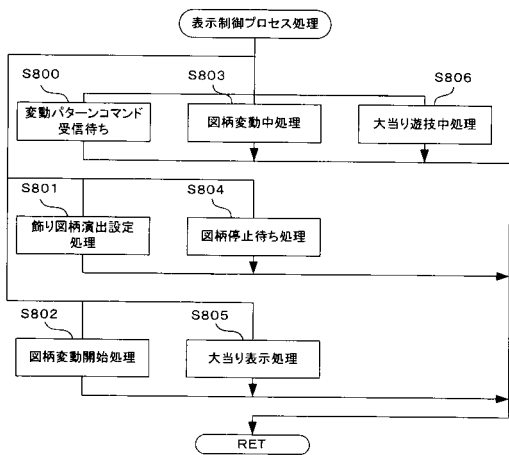 表示制御プロセス処理
S800
S803
S806
変動パターンコマンド
受信待ち
図柄変動中処理
大当り遊技中処理
S801
S804
飾り図柄演出設定
処理
図柄停止待ち処理
S802
S805
図柄変動開始処理
大当り表示処理
RET